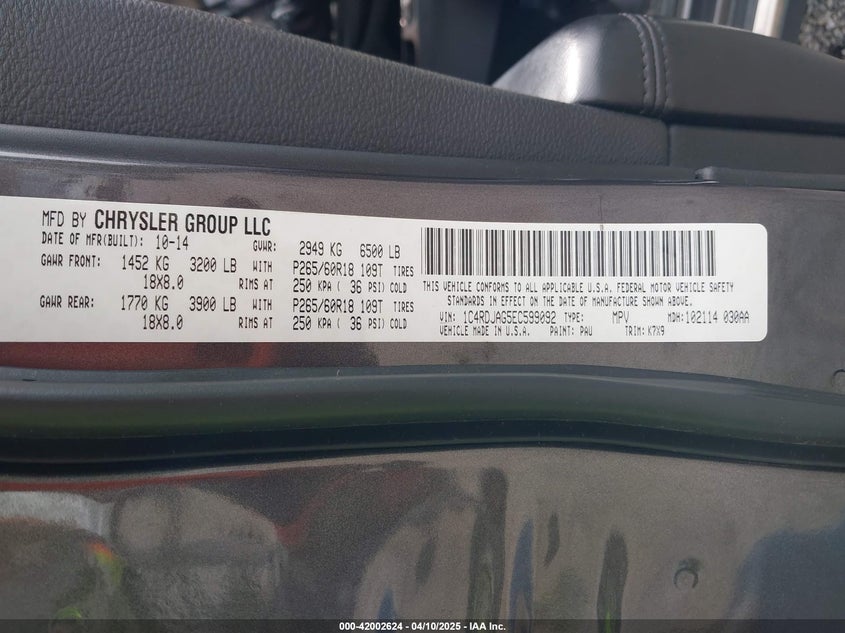 MFD BY CHRYSLER GROUP LLC
DATE OF MFR(BUILT): 10-14 GVWR: 2949 KG 6500 LB
GAWR FRONT: 1452 KG 3200 LB WITH P265/60R18 109T TIRES
18X8.0 RIMS AT 250 KPA ( 36 PSI) COLD
GAWR REAR: 1770 KG 3900 LB WITH P265/60R18 109T TIRES
18X8.0 RIMS AT 250 KPA ( 36 PSI) COLD
THIS VEHICLE CONFORMS TO ALL APPLICABLE U.S.A. FEDERAL MOTOR VEHICLE SAFETY
STANDARDS IN EFFECT ON THE DATE OF MANUFACTURE SHOWN ABOVE.
VIN: 1C4RDJAG5EC599092 TYPE: MPV MDH: 102114 030AA
VEHICLE MADE IN U.S.A. PAINT: PAU TRIM: K7X9
000-42002624 - 04/10/2025 - IAA Inc.